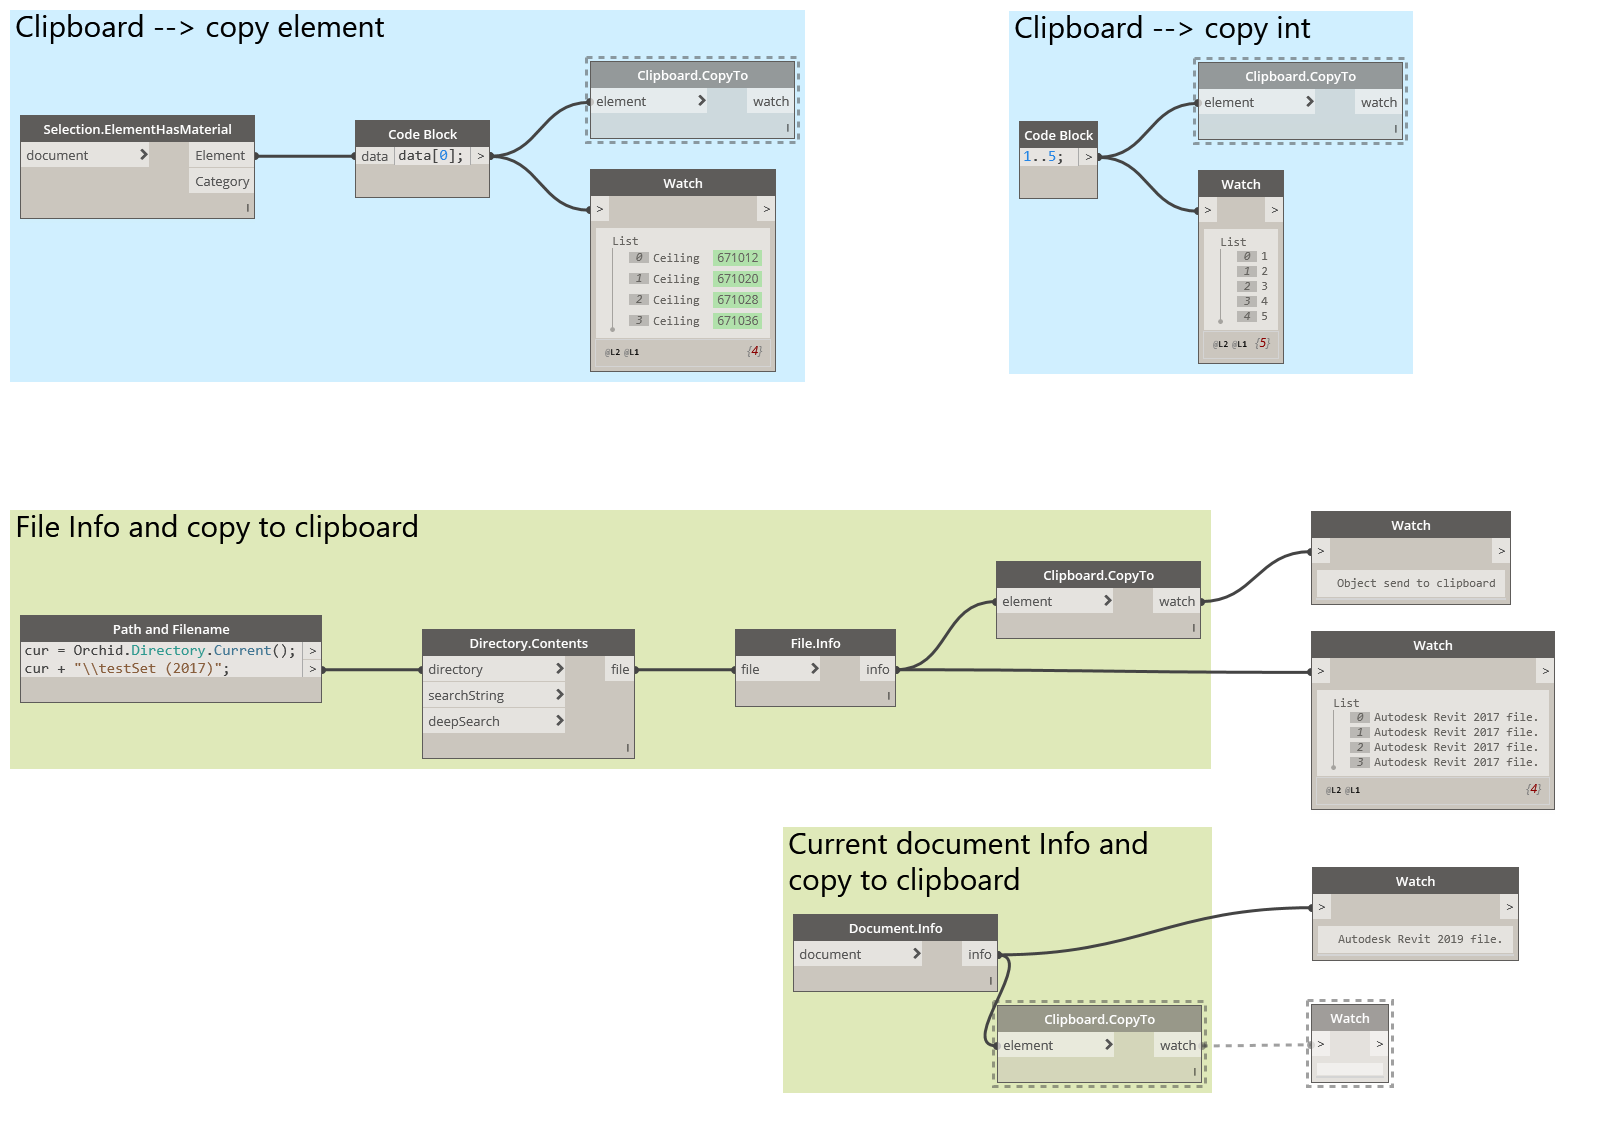 Clipboard --> copy element
Clipboard.CopyTo
element
watch
Selection.ElementHasMaterial
document
Element
Category
Code Block
data
data[0];
>
Watch
>
>
List
0 Ceiling 671012
1 Ceiling 671020
2 Ceiling 671028
3 Ceiling 671036
@L2 @L1
{4}
Clipboard --> copy int
Clipboard.CopyTo
element
watch
Code Block
1..5;
>
Watch
>
>
List
0 1
1 2
2 3
3 4
4 5
@L2 @L1
{5}
File Info and copy to clipboard
Path and Filename
cur = Orchid.Directory.Current();
>
cur + "\\testSet (2017)";
>
Directory.Contents
directory
file
searchString
deepSearch
File.Info
file
info
Clipboard.CopyTo
element
watch
Watch
>
>
Object send to clipboard
Watch
>
>
List
0 Autodesk Revit 2017 file.
1 Autodesk Revit 2017 file.
2 Autodesk Revit 2017 file.
3 Autodesk Revit 2017 file.
@L2 @L1
{4}
Current document Info and
copy to clipboard
Document.Info
document
info
Clipboard.CopyTo
element
watch
Watch
>
>
Autodesk Revit 2019 file.
Watch
>
>